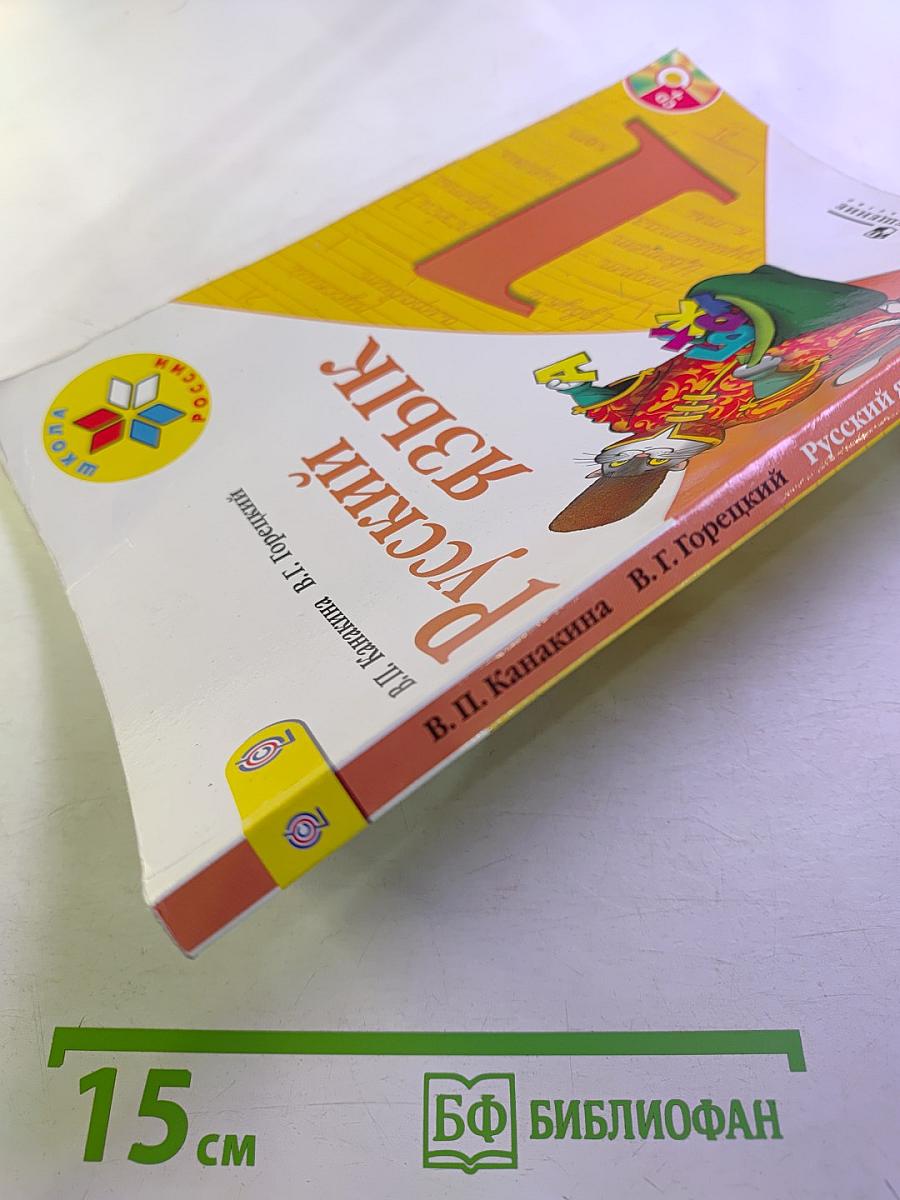 ШКОЛА РОССИИ
В.П. Канакина В.Г. Горецкий
РУССКИЙ
ЯЗЫК
1
А
В. П. Канакина В. Г. Горецкий Русский Я
15 см
БФ БИБЛИОФАН